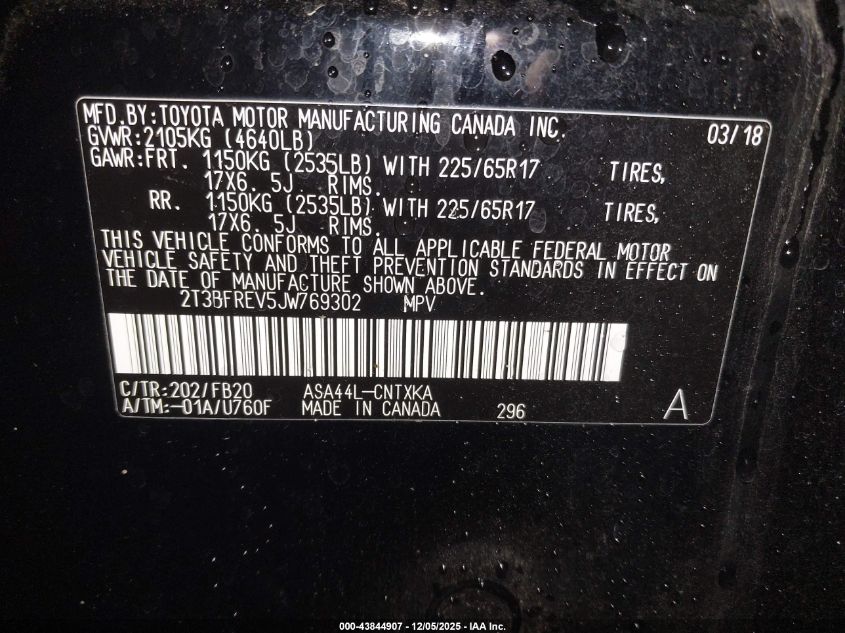 MFD.BY:TOYOTA MOTOR MANUFACTURING CANADA INC. 03/18
GVWR:2105KG (4640LB)
GAWR:FRT. 1150KG (2535LB) WITH 225/65R17 TIRES,
17X6. 5J RIMS.
RR. 1150KG (2535LB) WITH 225/65R17 TIRES,
17X6. 5J RIMS.
THIS VEHICLE CONFORMS TO ALL APPLICABLE FEDERAL MOTOR
VEHICLE SAFETY AND THEFT PREVENTION STANDARDS IN EFFECT ON
THE DATE OF MANUFACTURE SHOWN ABOVE.
2T3BFREV5JW769302 MPV
C/TR:202/FB20 ASA44L-CNTXKA
A/TM:-01A/U760F MADE IN CANADA 296 A
000-43844907 - 12/05/2025 - IAA Inc.